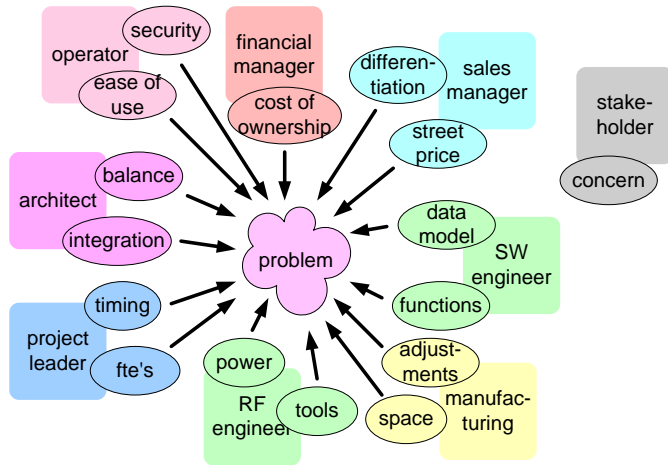 security
operator
ease of
use
financial
manager
cost of
ownership
differen-
tiation
sales
manager
street
price
stake-
holder
concern
balance
architect
integration
problem
data
model
SW
engineer
functions
timing
project
leader
fte's
power
RF
engineer
tools
adjust-
ments
space
manufac-
turing